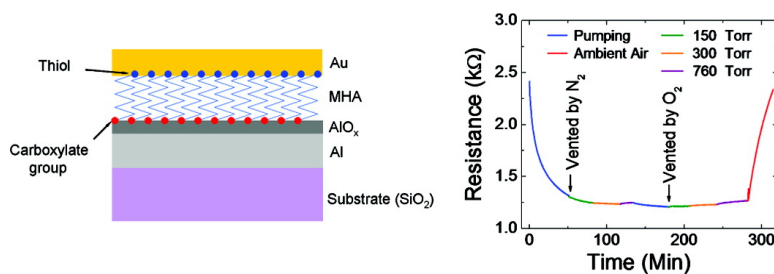 Thiol
Au
MHA
AlOₓ
Carboxylate
group
Al
Substrate (SiO₂)
Resistance (kΩ)
3.0
2.5
2.0
1.5
1.0
Pumping
Ambient Air
150 Torr
300 Torr
760 Torr
Vented by N₂
Vented by O₂
0
100
200
300
Time (Min)